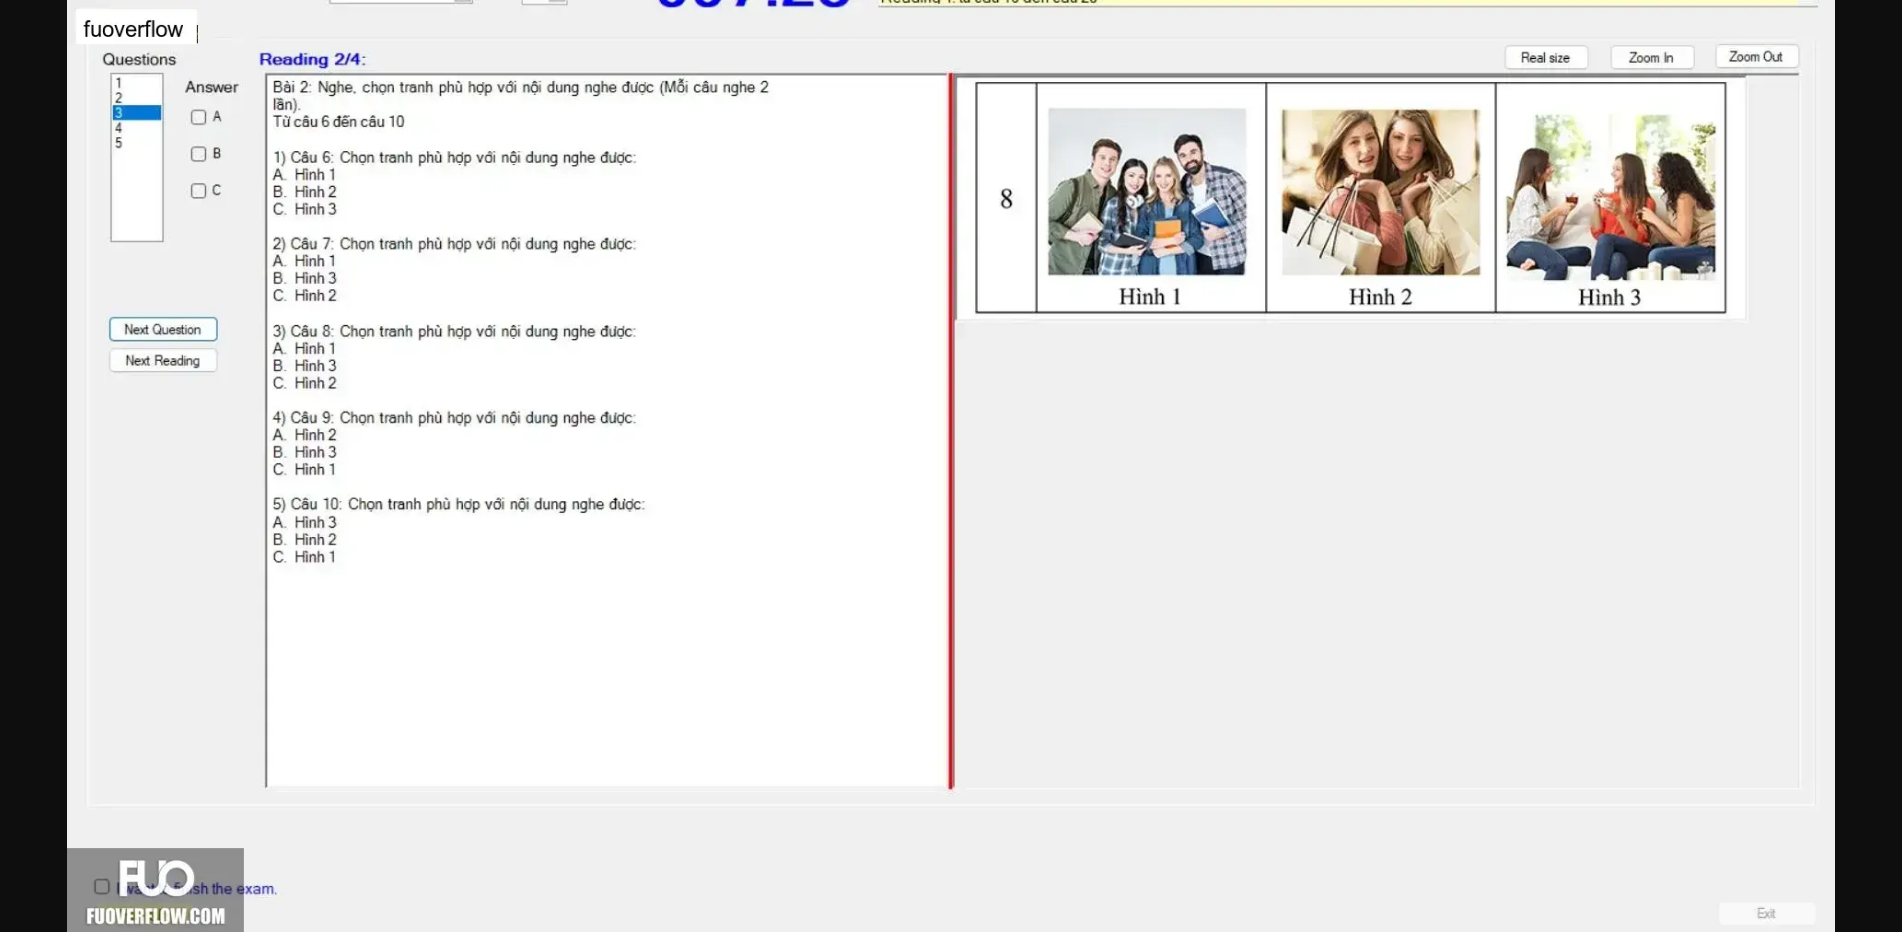 fuoverflow
Questions
1
2
3
4
5
Answer
A
B
C
Next Question
Next Reading
Reading 2/4:
Bài 2: Nghe, chọn tranh phù hợp với nội dung nghe được (Mỗi câu nghe 2
lần).
Từ câu 6 đến câu 10
1) Câu 6: Chọn tranh phù hợp với nội dung nghe được:
A. Hình 1
B. Hình 2
C. Hình 3
2) Câu 7: Chọn tranh phù hợp với nội dung nghe được:
A. Hình 1
B. Hình 3
C. Hình 2
3) Câu 8: Chọn tranh phù hợp với nội dung nghe được:
A. Hình 1
B. Hình 3
C. Hình 2
4) Câu 9: Chọn tranh phù hợp với nội dung nghe được:
A. Hình 2
B. Hình 3
C. Hình 1
5) Câu 10: Chọn tranh phù hợp với nội dung nghe được:
A. Hình 3
B. Hình 2
C. Hình 1
Real size
Zoom In
Zoom Out
8
Hình 1
Hình 2
Hình 3
I want to finish the exam.
FUO
FUOVERFLOW.COM
Exit